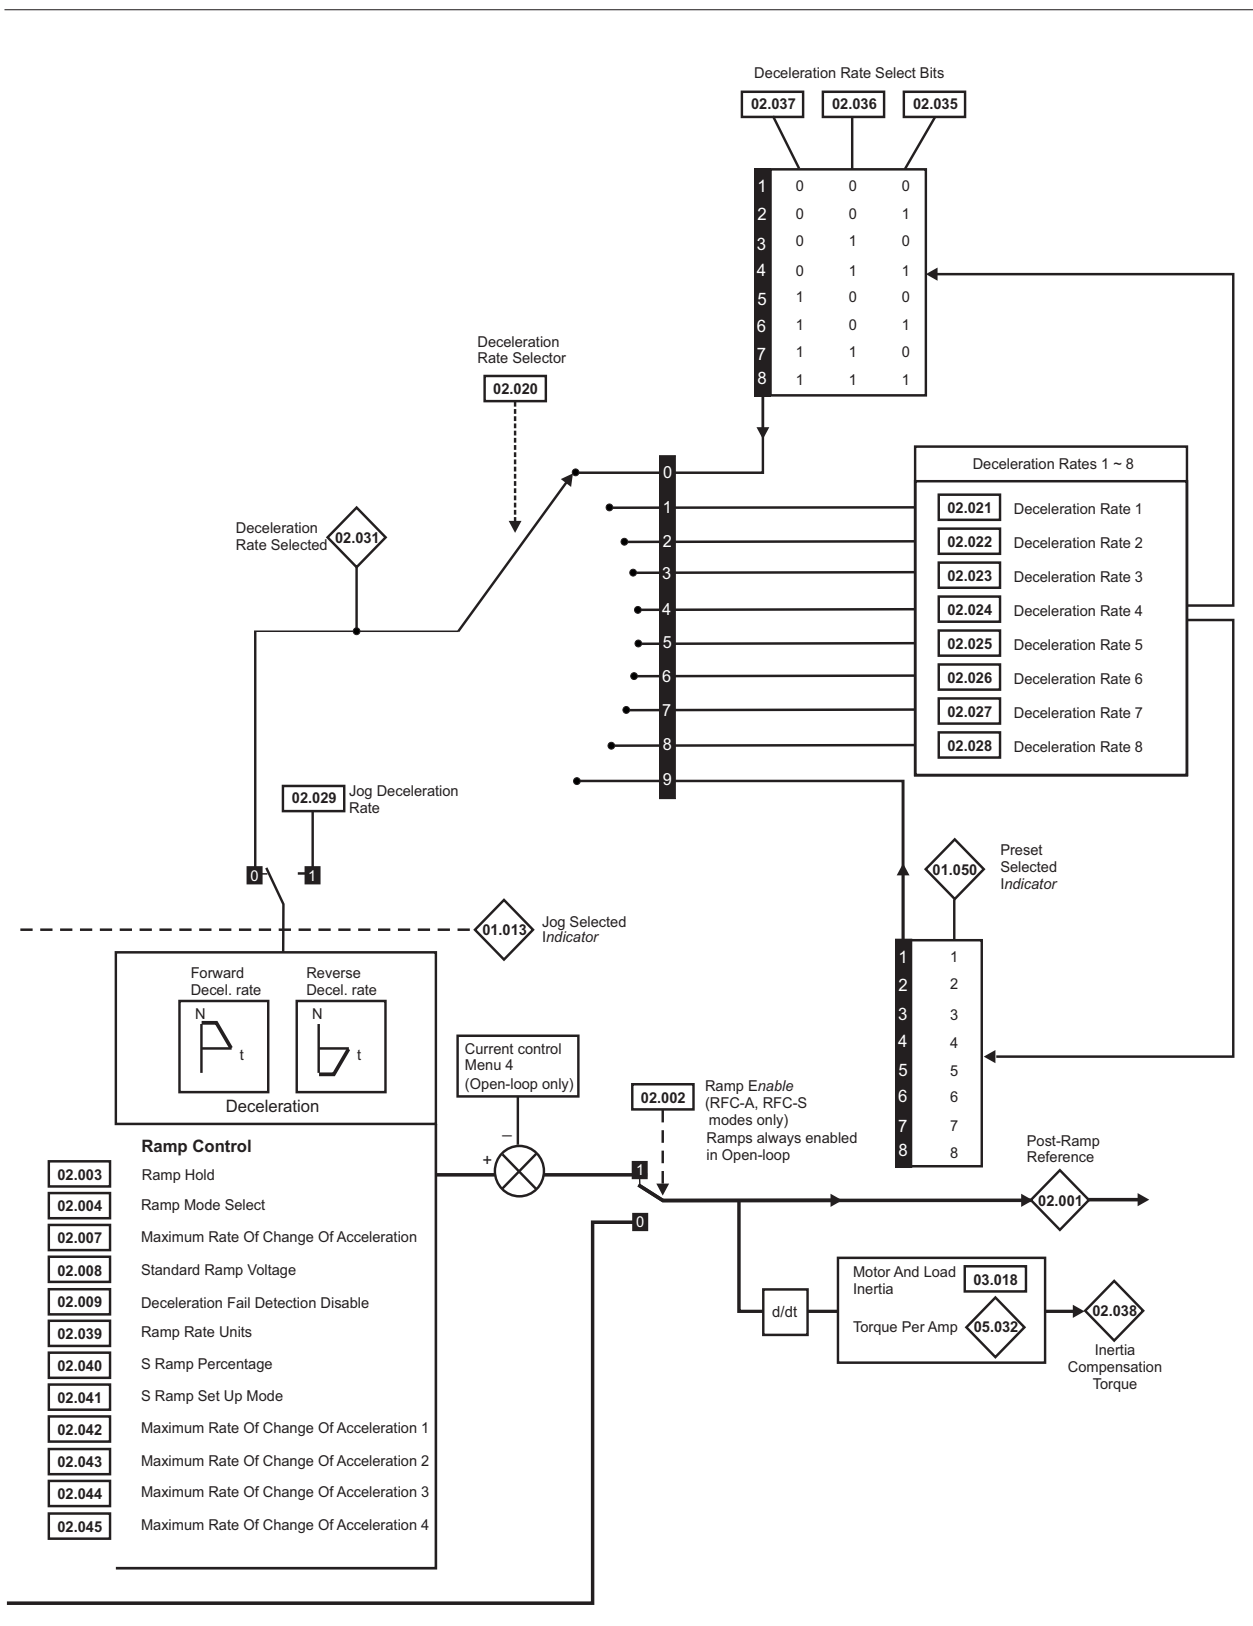 Deceleration Rate Select Bits
02.037 02.036 02.035
1 0 0 0
2 0 0 1
3 0 1 0
4 0 1 1
5 1 0 0
6 1 0 1
7 1 1 0
8 1 1 1
Deceleration
Rate Selector
02.020
Deceleration
Rate Selected
02.031
0
1
2
3
4
5
6
7
8
9
Deceleration Rates 1 ~ 8
02.021 Deceleration Rate 1
02.022 Deceleration Rate 2
02.023 Deceleration Rate 3
02.024 Deceleration Rate 4
02.025 Deceleration Rate 5
02.026 Deceleration Rate 6
02.027 Deceleration Rate 7
02.028 Deceleration Rate 8
02.029 Jog Deceleration
Rate
0 1
01.013 Jog Selected
Indicator
01.050
Preset
Selected
Indicator
1 1
2 2
3 3
4 4
5 5
6 6
7 7
8 8
Forward
Decel. rate
N
t
Reverse
Decel. rate
N
t
Deceleration
Current control
Menu 4
(Open-loop only)
–
+
02.002
Ramp Enable
(RFC-A, RFC-S
modes only)
Ramps always enabled
in Open-loop
1
0
Post-Ramp
Reference
02.001
d/dt
Motor And Load
Inertia
03.018
Torque Per Amp 05.032
02.038
Inertia
Compensation
Torque
Ramp Control
02.003 Ramp Hold
02.004 Ramp Mode Select
02.007 Maximum Rate Of Change Of Acceleration
02.008 Standard Ramp Voltage
02.009 Deceleration Fail Detection Disable
02.039 Ramp Rate Units
02.040 S Ramp Percentage
02.041 S Ramp Set Up Mode
02.042 Maximum Rate Of Change Of Acceleration 1
02.043 Maximum Rate Of Change Of Acceleration 2
02.044 Maximum Rate Of Change Of Acceleration 3
02.045 Maximum Rate Of Change Of Acceleration 4